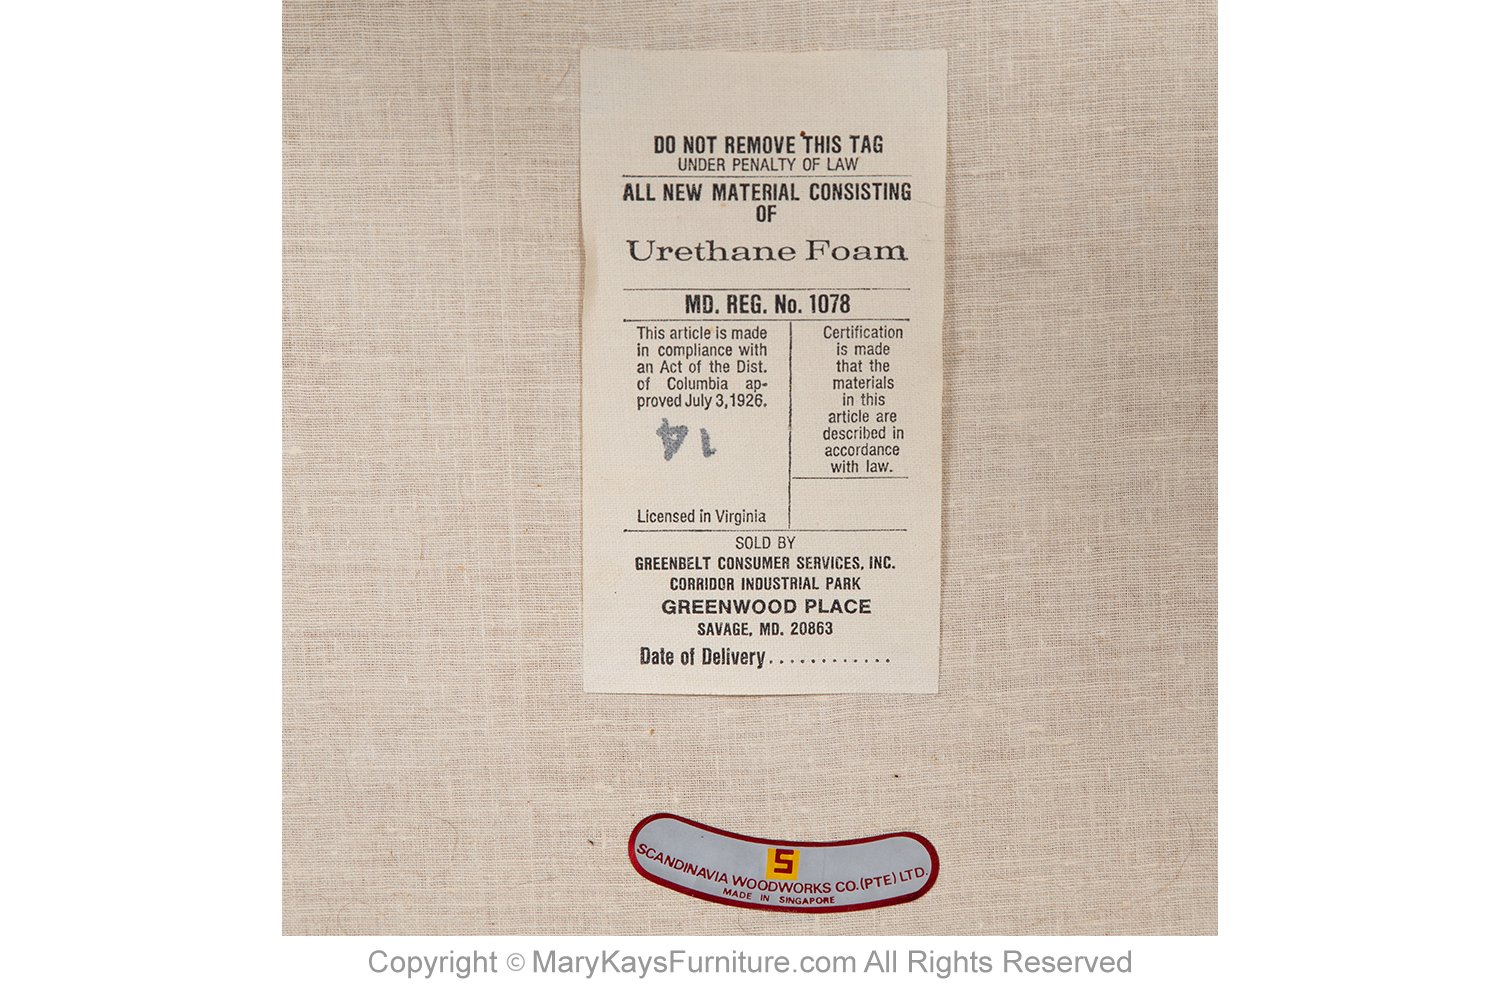 DO NOT REMOVE THIS TAG
UNDER PENALTY OF LAW
ALL NEW MATERIAL CONSISTING
OF
Urethane Foam
MD. REG. No. 1078
This article is made
in compliance with
an Act of the Dist.
of Columbia ap-
proved July 3, 1926.
14
Licensed in Virginia
Certification
is made
that the
materials
in this
article are
described in
accordance
with law.
SOLD BY
GREENBELT CONSUMER SERVICES, INC.
CORRIDOR INDUSTRIAL PARK
GREENWOOD PLACE
SAVAGE, MD. 20863
Date of Delivery............
S
SCANDINAVIA WOODWORKS CO. (PTE) LTD.
MADE IN SINGAPORE
Copyright © MaryKaysFurniture.com All Rights Reserved